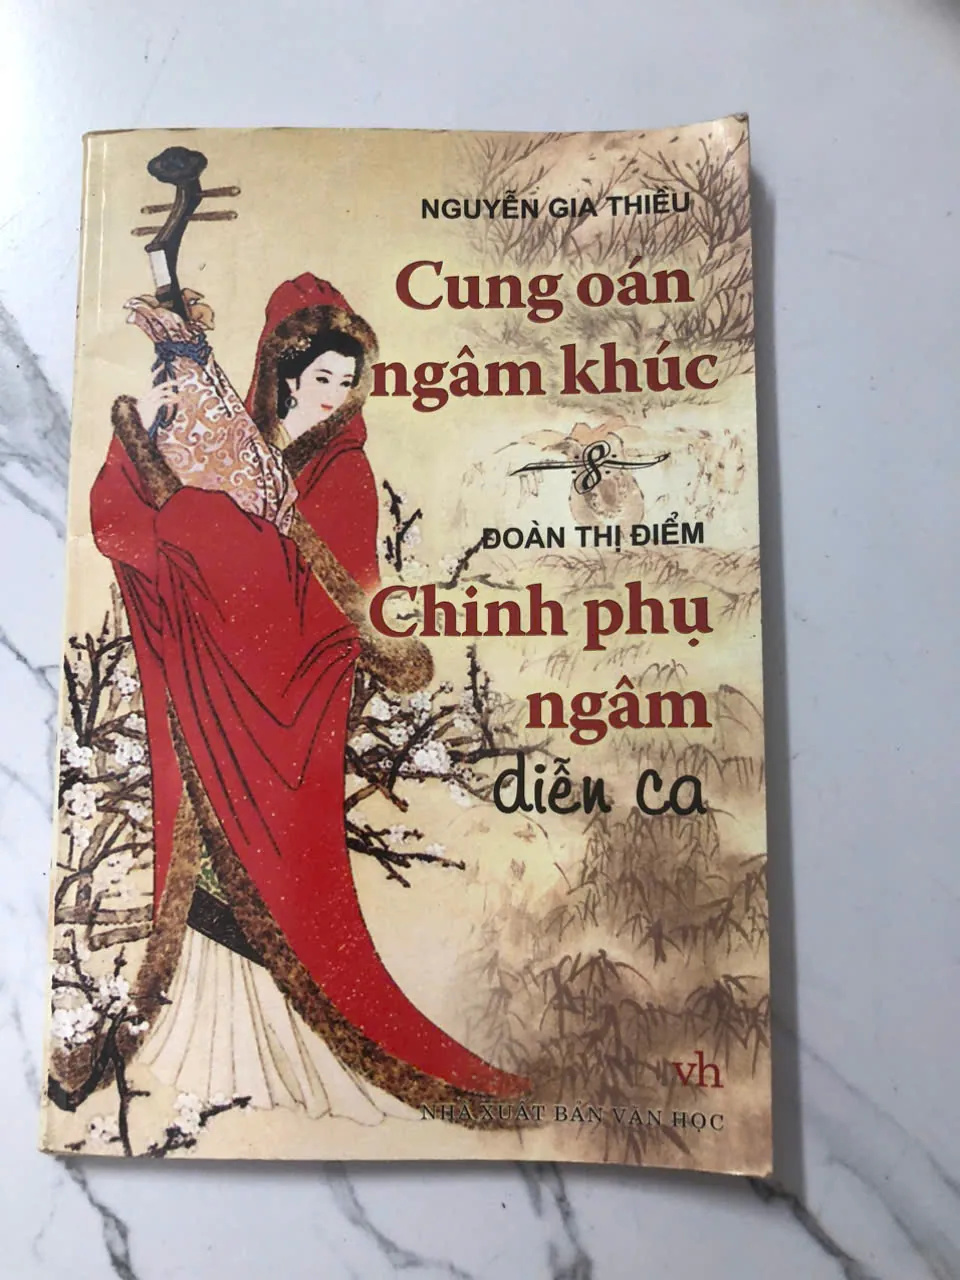 NGUYỄN GIA THIỀU
Cung oán
ngâm khúc
ĐOÀN THỊ ĐIỂM
Chinh phụ
ngâm
diễn ca
vh
NHÀ XUẤT BẢN VĂN HỌC